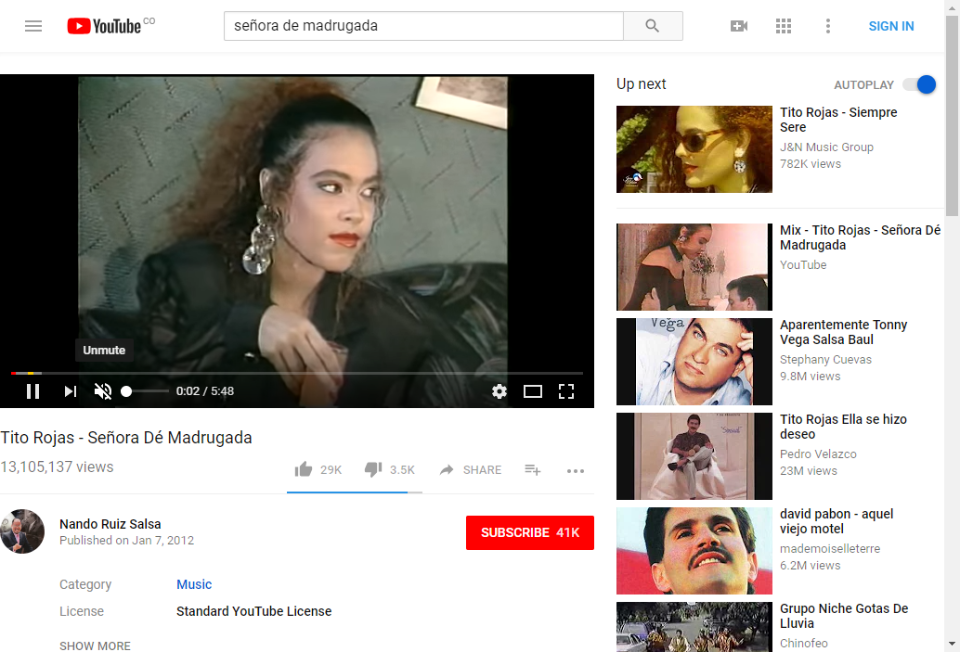 YouTube CO
señora de madrugada
SIGN IN
Unmute
0:02 / 5:48
Tito Rojas - Señora Dé Madrugada
13,105,137 views
29K
3.5K
SHARE
Nando Ruiz Salsa
Published on Jan 7, 2012
SUBSCRIBE 41K
Category
Music
License
Standard YouTube License
SHOW MORE
Up next
AUTOPLAY
Tito Rojas - Siempre
Sere
J&N Music Group
782K views
Mix - Tito Rojas - Señora Dé
Madrugada
YouTube
Vega
Aparentemente Tonny
Vega Salsa Baul
Stephany Cuevas
9.8M views
Tito Rojas Ella se hizo
deseo
Pedro Velazco
23M views
david pabon - aquel
viejo motel
mademoiselleterre
6.2M views
Grupo Niche Gotas De
Lluvia
Chinofeo